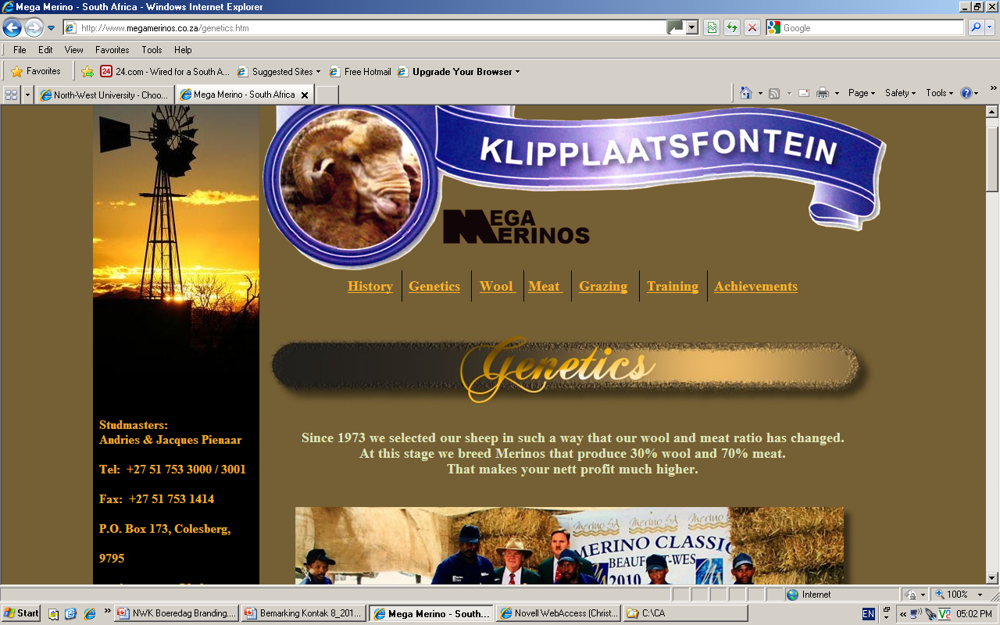 Mega Merino - South Africa - Windows Internet Explorer
http://www.megamerinos.co.za/genetics.htm
Google
File Edit View Favorites Tools Help
Favorites 24 24.com - Wired for a South A... Suggested Sites Free Hotmail Upgrade Your Browser
North-West University - Choo... Mega Merino - South Africa Page Safety Tools
KLIPPLAATSFONTEIN
MEGA
MERINOS
History Genetics Wool Meat Grazing Training Achievements
Genetics
Since 1973 we selected our sheep in such a way that our wool and meat ratio has changed.
At this stage we breed Merinos that produce 30% wool and 70% meat.
That makes your nett profit much higher.
Studmasters:
Andries & Jacques Pienaar
Tel: +27 51 753 3000 / 3001
Fax: +27 51 753 1414
P.O. Box 173, Colesberg,
9795
Merino SA Merino SA Merino
MERINO CLASSIC
BEAUFORT-WES
2010
Internet 100%
Start NWK Boeredag Branding.... Bemarking Kontak 8_201... Mega Merino - South... Novell WebAccess (Christ... C:\CA EN 05:02 PM